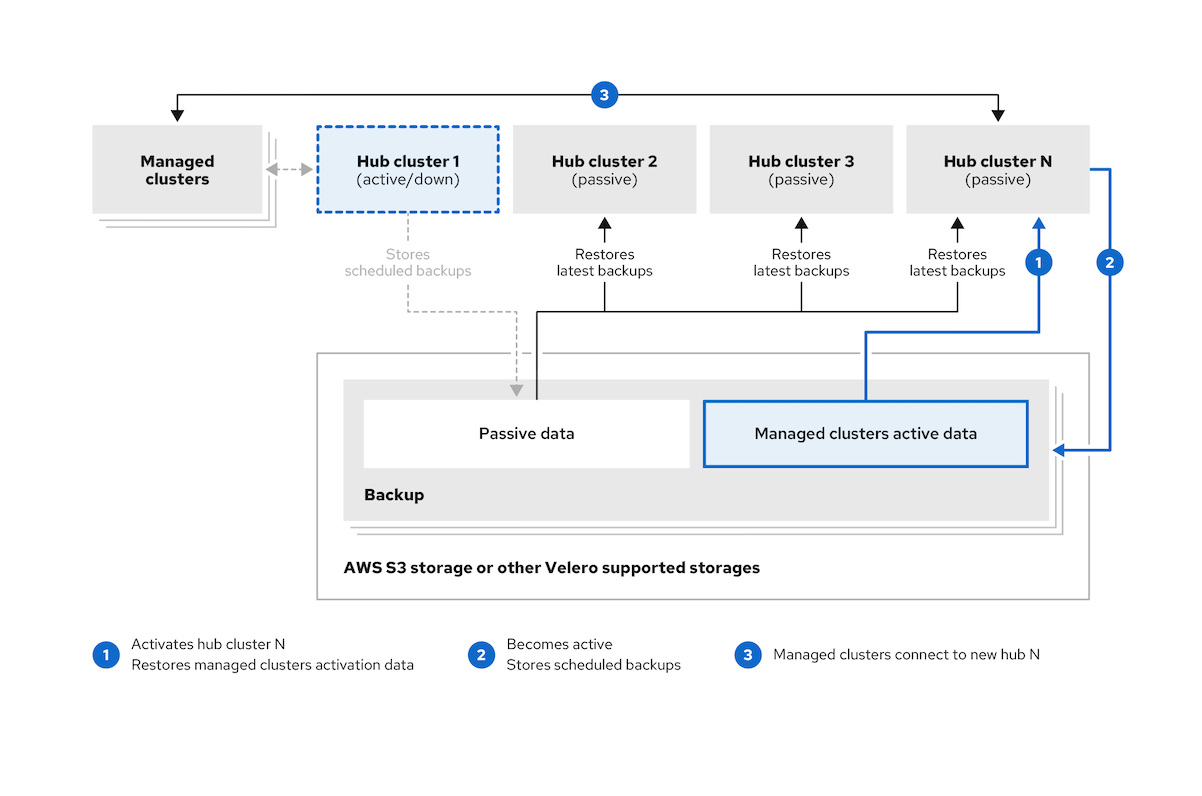 3
Managed
clusters
Hub cluster 1
(active/down)
Hub cluster 2
(passive)
Hub cluster 3
(passive)
Hub cluster N
(passive)
Stores
scheduled backups
Restores
latest backups
Restores
latest backups
Restores
latest backups
1
2
Passive data
Managed clusters active data
Backup
AWS S3 storage or other Velero supported storages
1
Activates hub cluster N
Restores managed clusters activation data
2
Becomes active
Stores scheduled backups
3
Managed clusters connect to new hub N